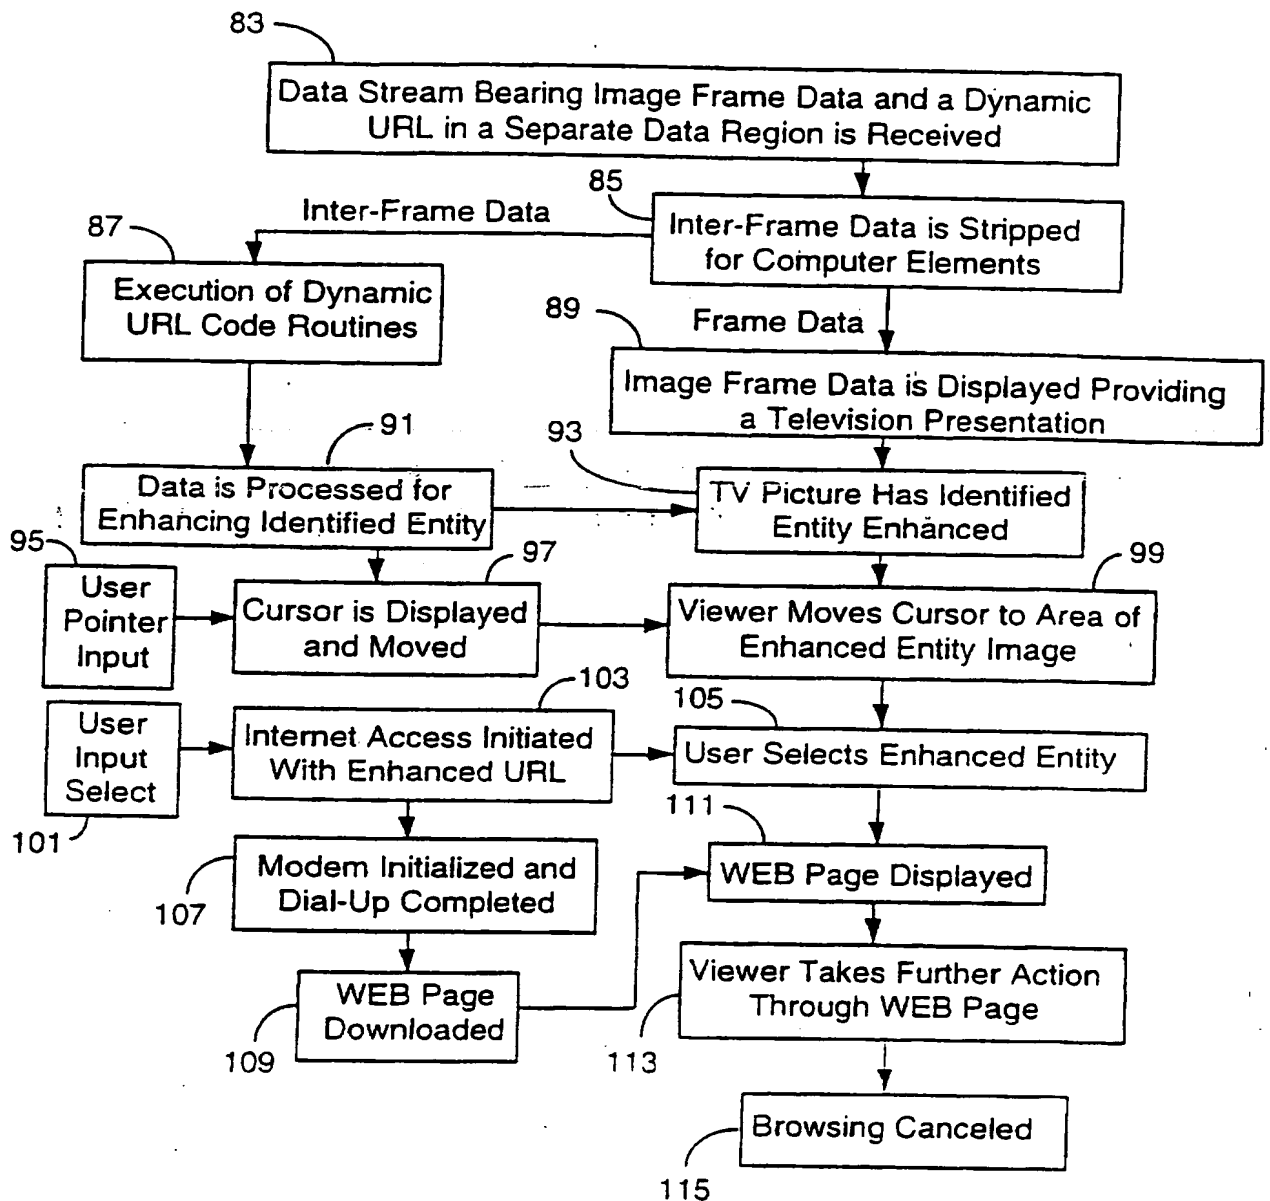 83
Data Stream Bearing Image Frame Data and a Dynamic
URL in a Separate Data Region is Received
85
Inter-Frame Data
Inter-Frame Data is Stripped
for Computer Elements
87
Execution of Dynamic
URL Code Routines
Frame Data
89
Image Frame Data is Displayed Providing
a Television Presentation
91
Data is Processed for
Enhancing Identified Entity
93
TV Picture Has Identified
Entity Enhanced
95
User
Pointer
Input
97
Cursor is Displayed
and Moved
99
Viewer Moves Cursor to Area of
Enhanced Entity Image
User
Input
Select
101
103
Internet Access Initiated
With Enhanced URL
105
User Selects Enhanced Entity
Modem Initialized and
Dial-Up Completed
107
111
WEB Page Displayed
WEB Page
Downloaded
109
Viewer Takes Further Action
Through WEB Page
113
Browsing Canceled
115